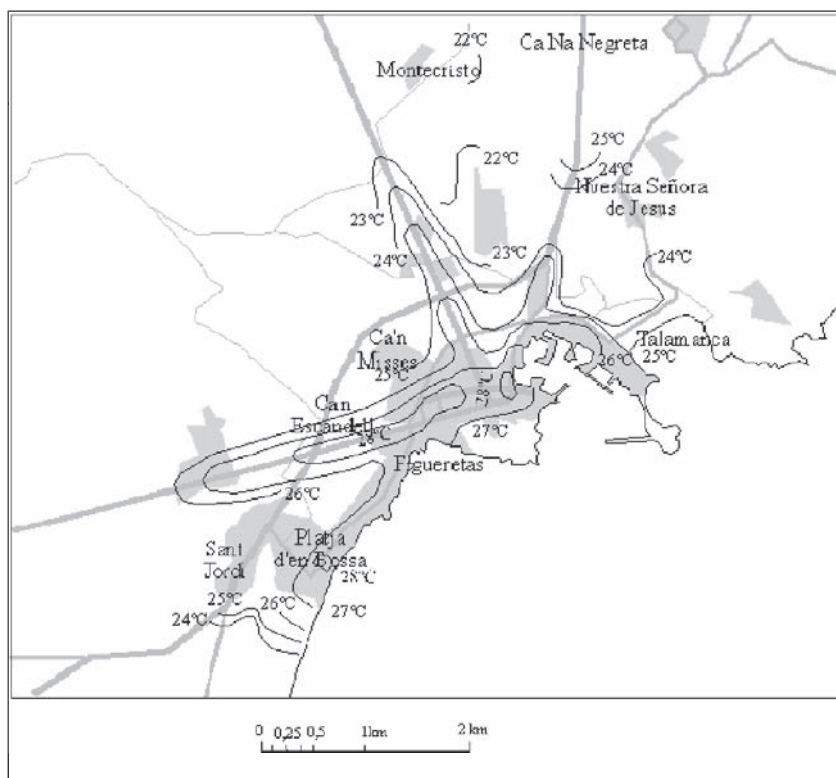 22°C
Ca Na Negreta
Montecristo
25°C
22°C
24°C
Nuestra Señora
de Jesus
23°C
24°C
23°C
24°C
Ca'n
Misses
25°C
Talamanca
26°C
25°C
28°C
Can
Escandell
28°C
27°C
Figueretas
26°C
Platja
d'en Bossa
Sant
Jordi
28°C
25°C
26°C
27°C
24°C
0 0,25 0,5 1km 2 km